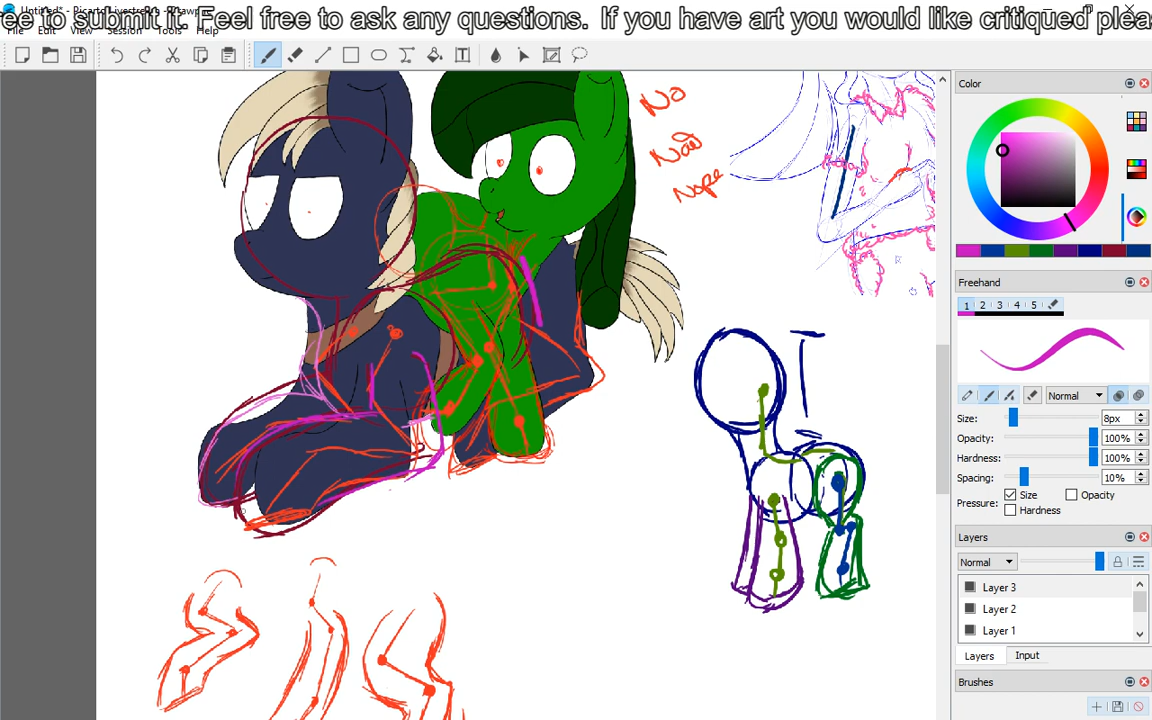 Untitled* - Picarto Livestre
ee to submit it. Feel free to ask any questions.  If you have art you would like critiqued plea
File Edit View Session Tools Help
No
Nope
Color
Freehand
1 2 3 4 5
Normal
Size: 8px
Opacity: 100%
Hardness: 100%
Spacing: 10%
Pressure: Size Opacity
Hardness
Layers
Normal
Layer 3
Layer 2
Layer 1
Layers Input
Brushes